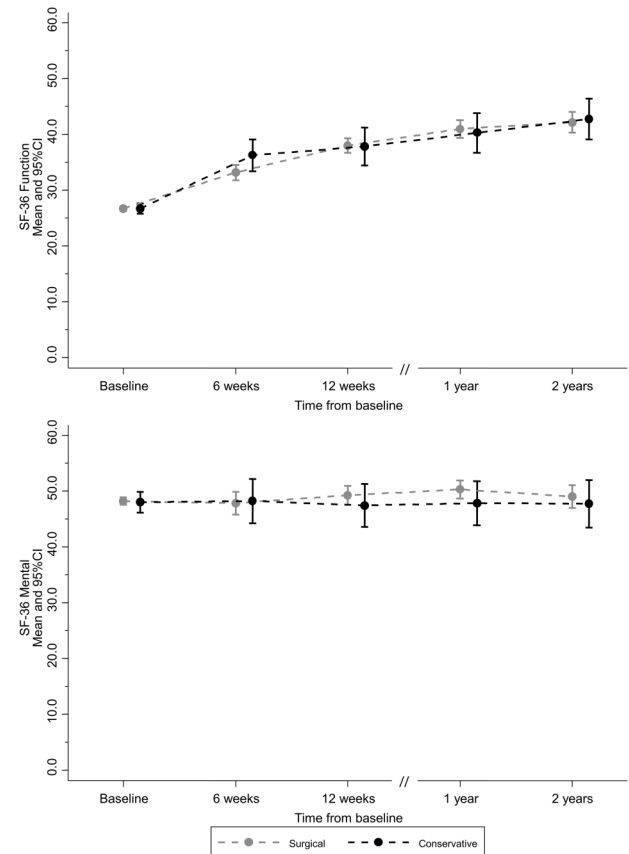 60.0
50.0
40.0
30.0
20.0
10.0
0.0
SF-36 Function
Mean and 95%CI
//
Baseline 6 weeks 12 weeks 1 year 2 years
Time from baseline
60.0
50.0
40.0
30.0
20.0
10.0
0.0
SF-36 Mental
Mean and 95%CI
//
Baseline 6 weeks 12 weeks 1 year 2 years
Time from baseline
Surgical Conservative